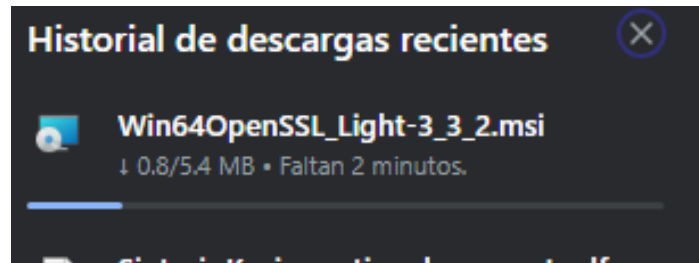 Historial de descargas recientes
Win64OpenSSL_Light-3_3_2.msi
↓ 0.8/5.4 MB • Faltan 2 minutos.